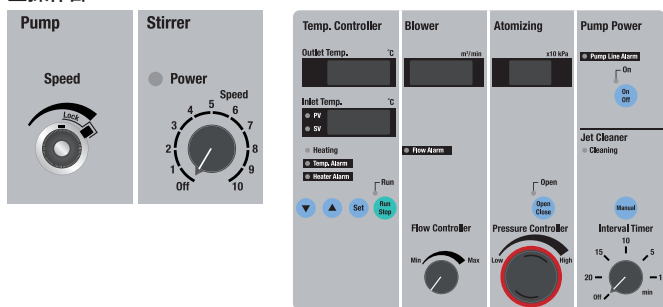 Pump
Speed
Lock
Stirrer
Power
Speed
4 5 6
3 7
2 8
1 9
Off 10
Temp. Controller
Outlet Temp. °C
Inlet Temp. °C
PV
SV
Heating
Temp. Alarm
Heater Alarm
Run
Set
Run
Stop
Blower
m³/min
Flow Alarm
Flow Controller
Min Max
Atomizing
x10 kPa
Open
Open
Close
Pressure Controller
Low High
Pump Power
Pump Line Alarm
On
On
Off
Jet Cleaner
Cleaning
Manual
Interval Timer
10
15 5
20 1
Off min